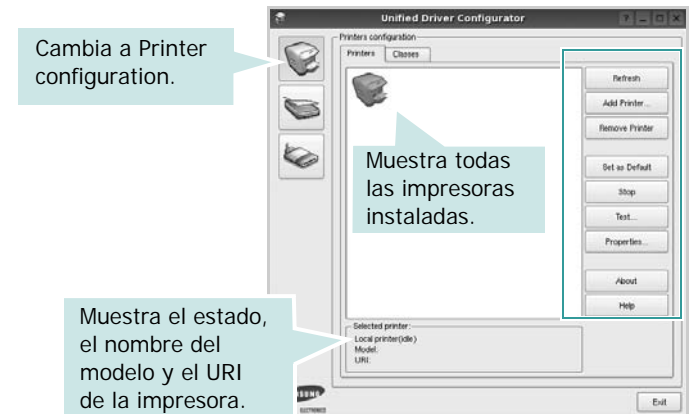 Unified Driver Configurator
Cambia a Printer
configuration.
Printers configuration
Printers
Classes
Refresh
Add Printer...
Remove Printer
Set as Default
Stop
Test...
Properties...
About
Help
Muestra todas
las impresoras
instaladas.
Muestra el estado,
el nombre del
modelo y el URI
de la impresora.
Selected printer:
Local printer(idle)
Model:
URI:
ELECTRONICS
Exit